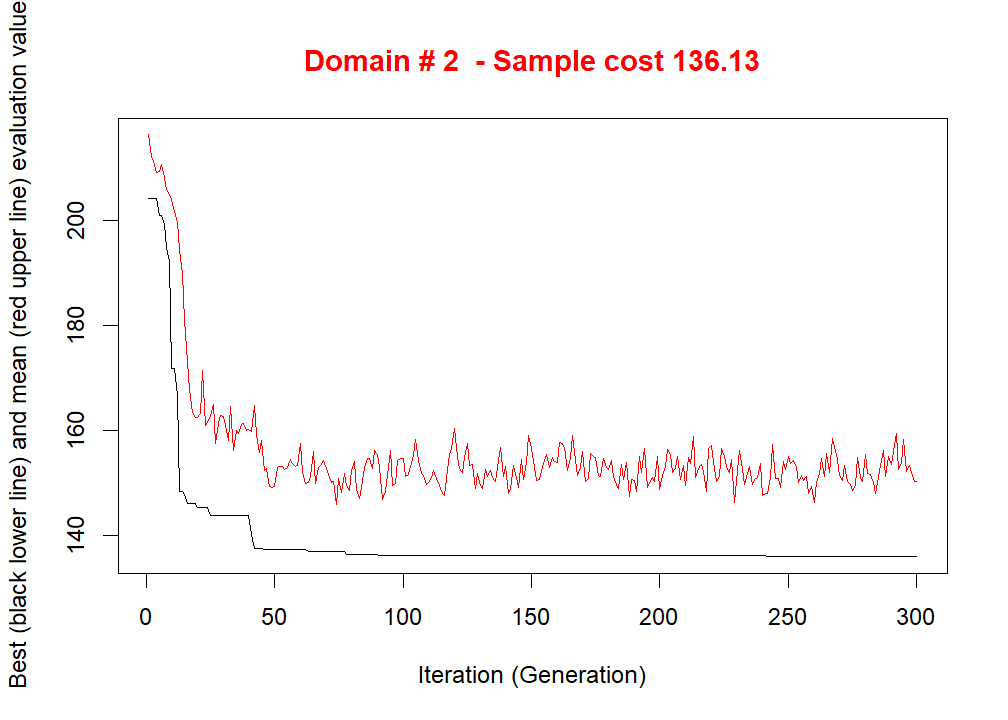 Domain # 2  - Sample cost 136.13
Best (black lower line) and mean (red upper line) evaluation value
200
180
160
140
0 50 100 150 200 250 300
Iteration (Generation)